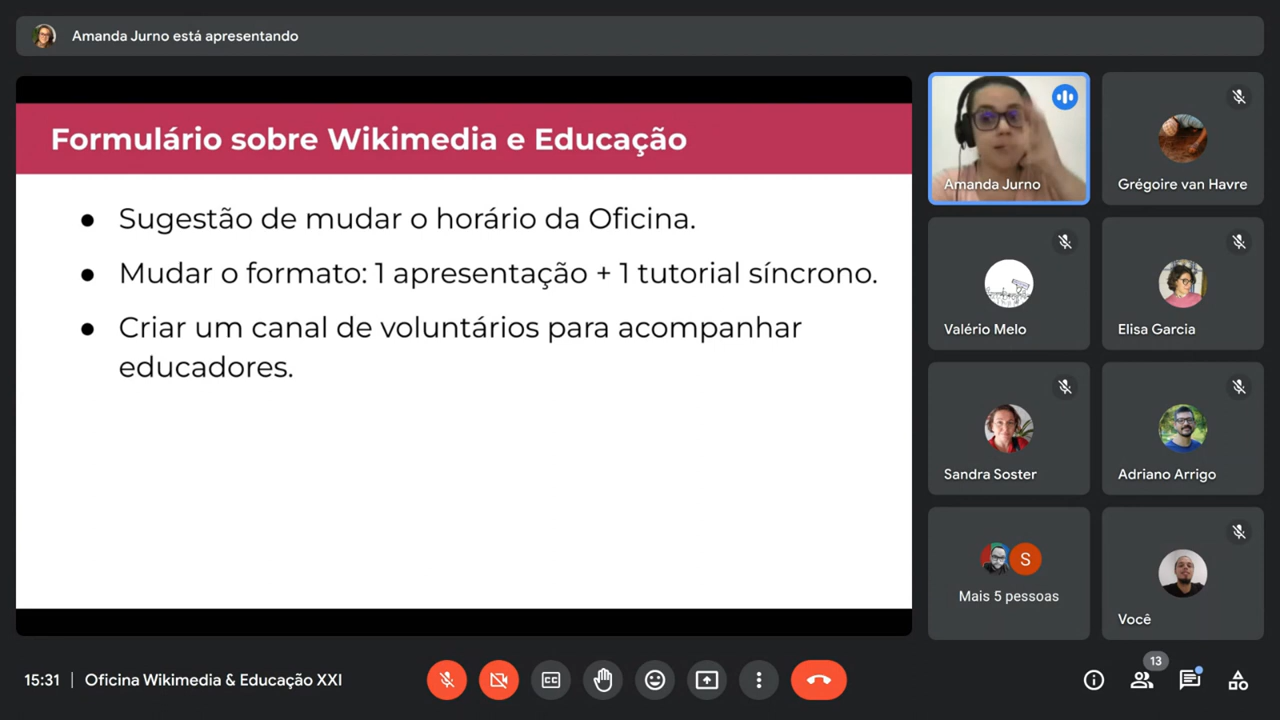 Amanda Jurno está apresentando
Formulário sobre Wikimedia e Educação
● Sugestão de mudar o horário da Oficina.
● Mudar o formato: 1 apresentação + 1 tutorial síncrono.
● Criar um canal de voluntários para acompanhar
educadores.
Amanda Jurno
Grégoire van Havre
Valério Melo
Elisa Garcia
Sandra Soster
Adriano Arrigo
S
Mais 5 pessoas
Você
15:31 | Oficina Wikimedia & Educação XXI
CC
13